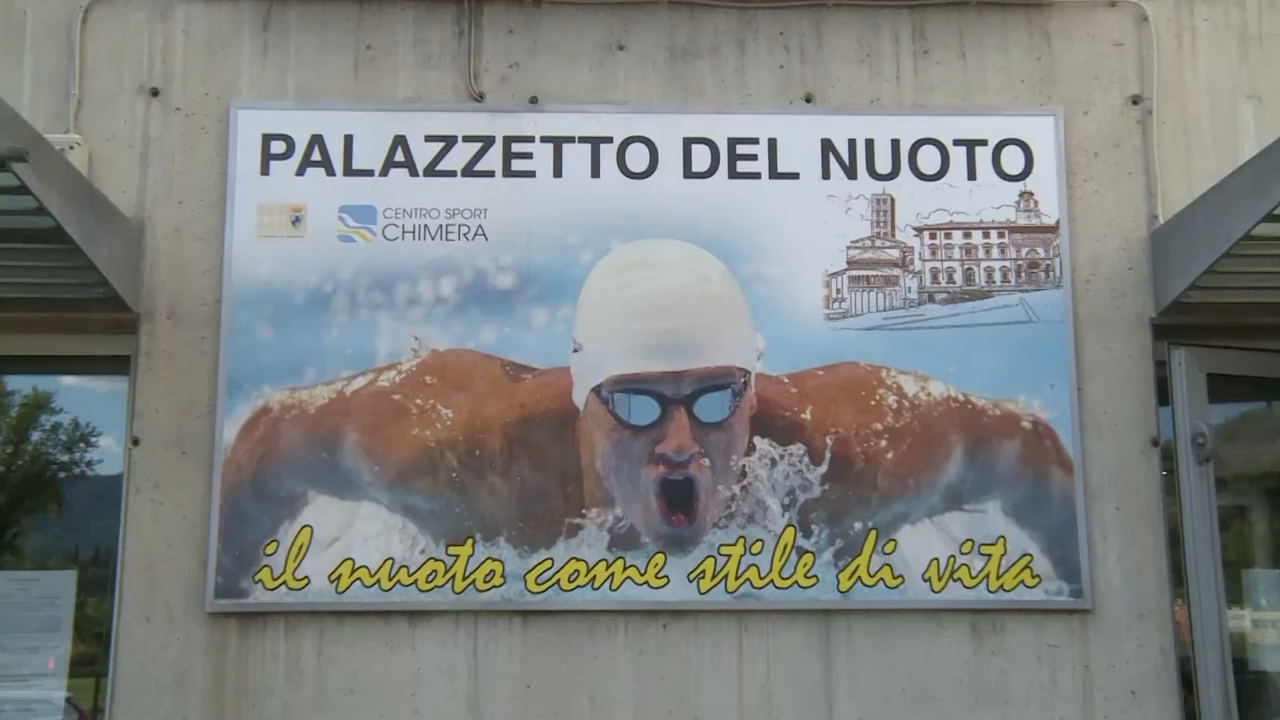 PALAZZETTO DEL NUOTO
CENTRO SPORT
CHIMERA
il nuoto come stile di vita